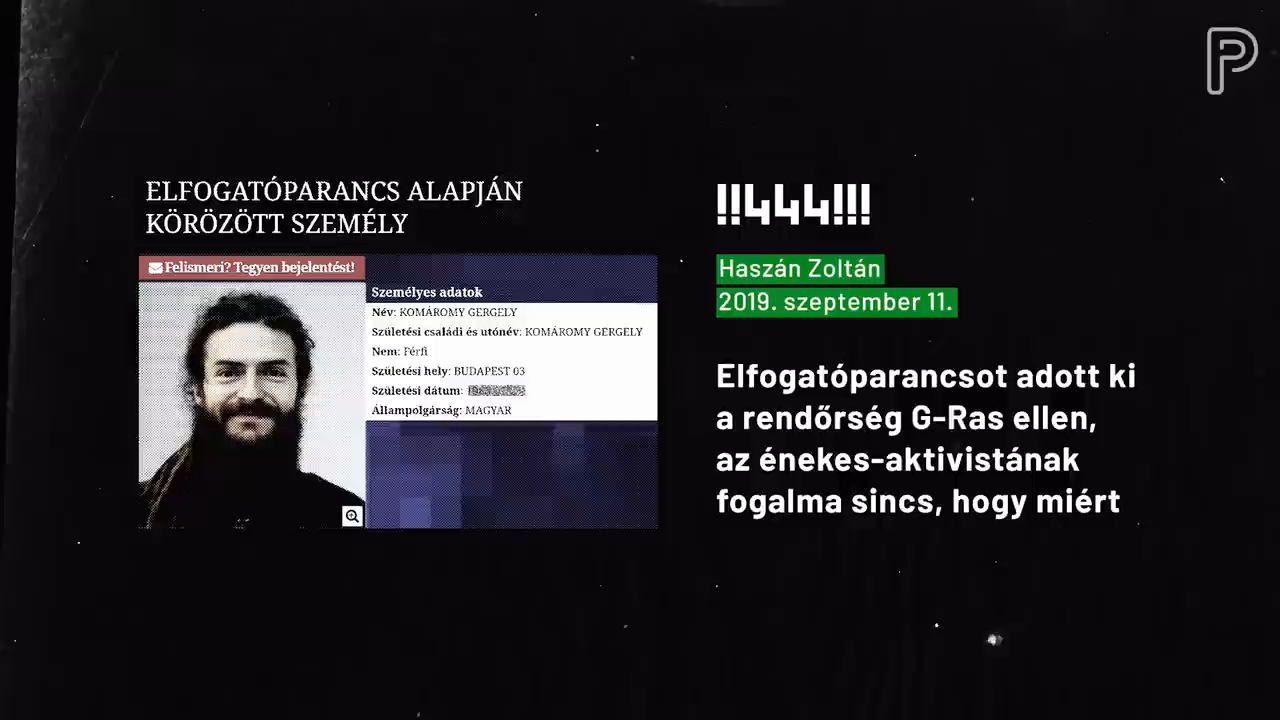 P
ELFOGATÓPARANCS ALAPJÁN
KÖRÖZÖTT SZEMÉLY
Felismeri? Tegyen bejelentést!
Személyes adatok
Név: KOMÁROMY GERGELY
Születési családi és utónév: KOMÁROMY GERGELY
Nem: Férfi
Születési hely: BUDAPEST 03
Születési dátum:
Állampolgárság: MAGYAR
!!444!!!
Haszán Zoltán
2019. szeptember 11.
Elfogatóparancsot adott ki
a rendőrség G-Ras ellen,
az énekes-aktivistának
fogalma sincs, hogy miért